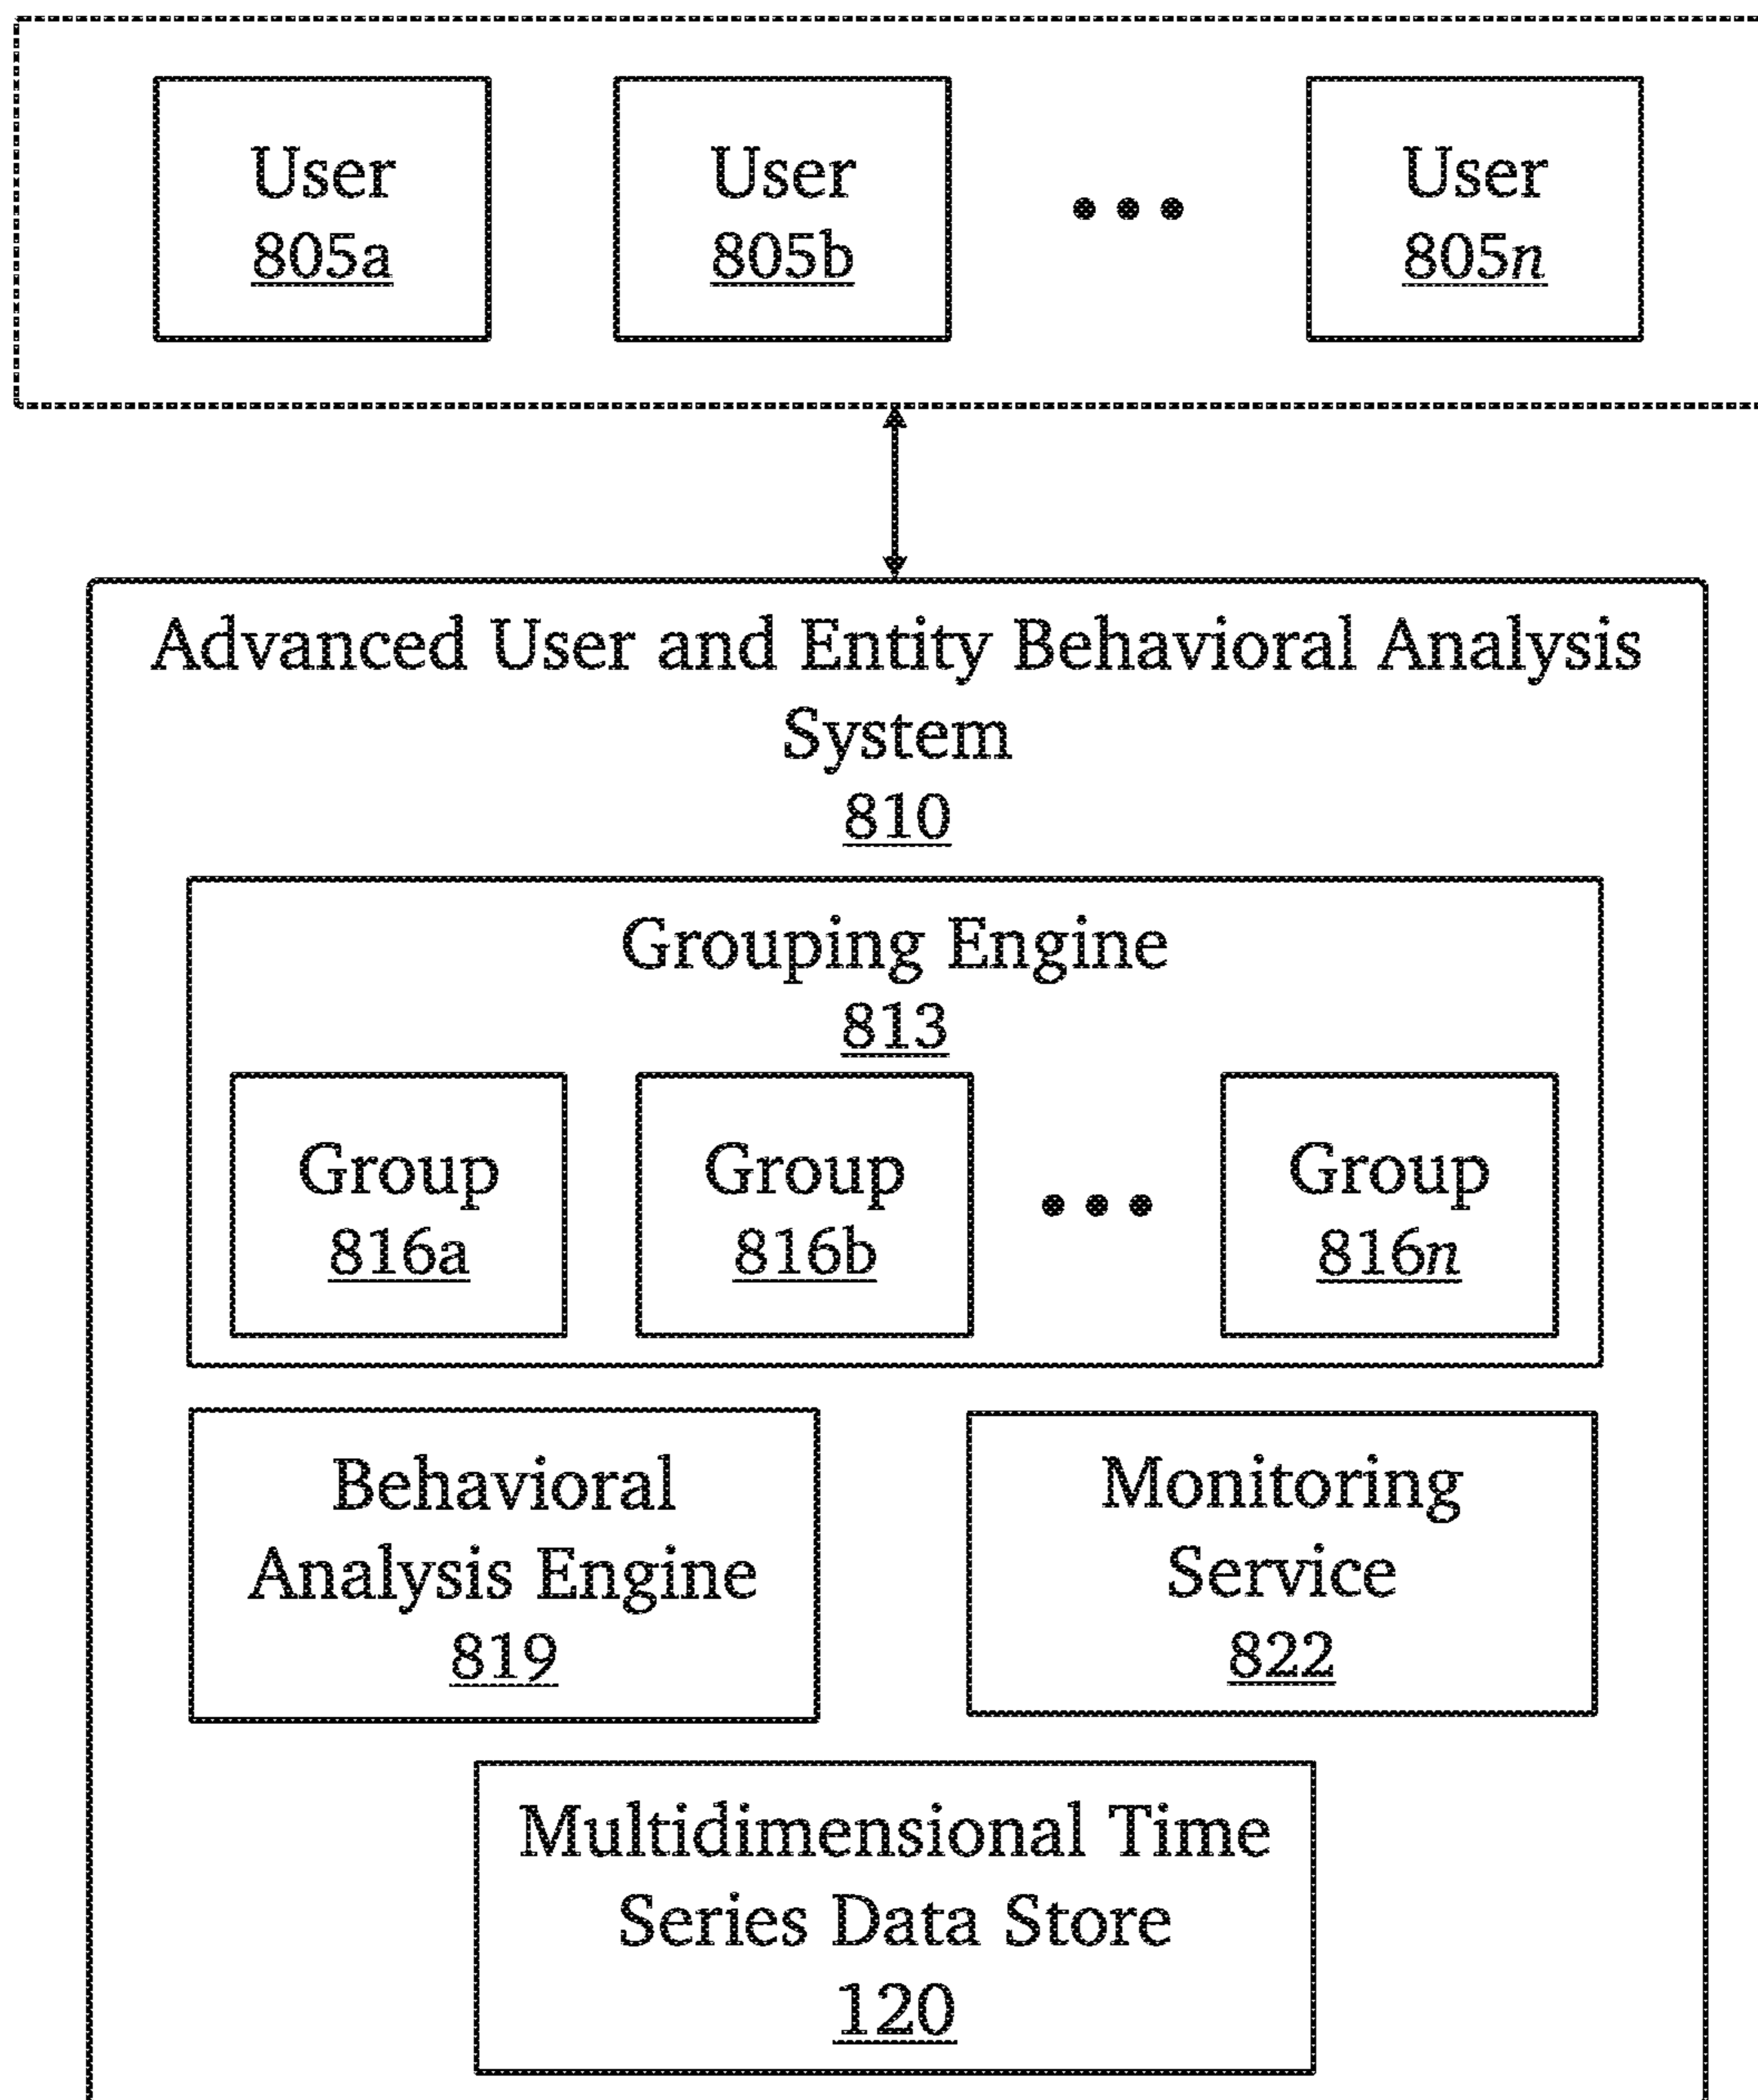 User
805a
User
805b
User
805n
Advanced User and Entity Behavioral Analysis
System
810
Grouping Engine
813
Group
816a
Group
816b
Group
816n
Behavioral
Analysis Engine
819
Monitoring
Service
822
Multidimensional Time
Series Data Store
120